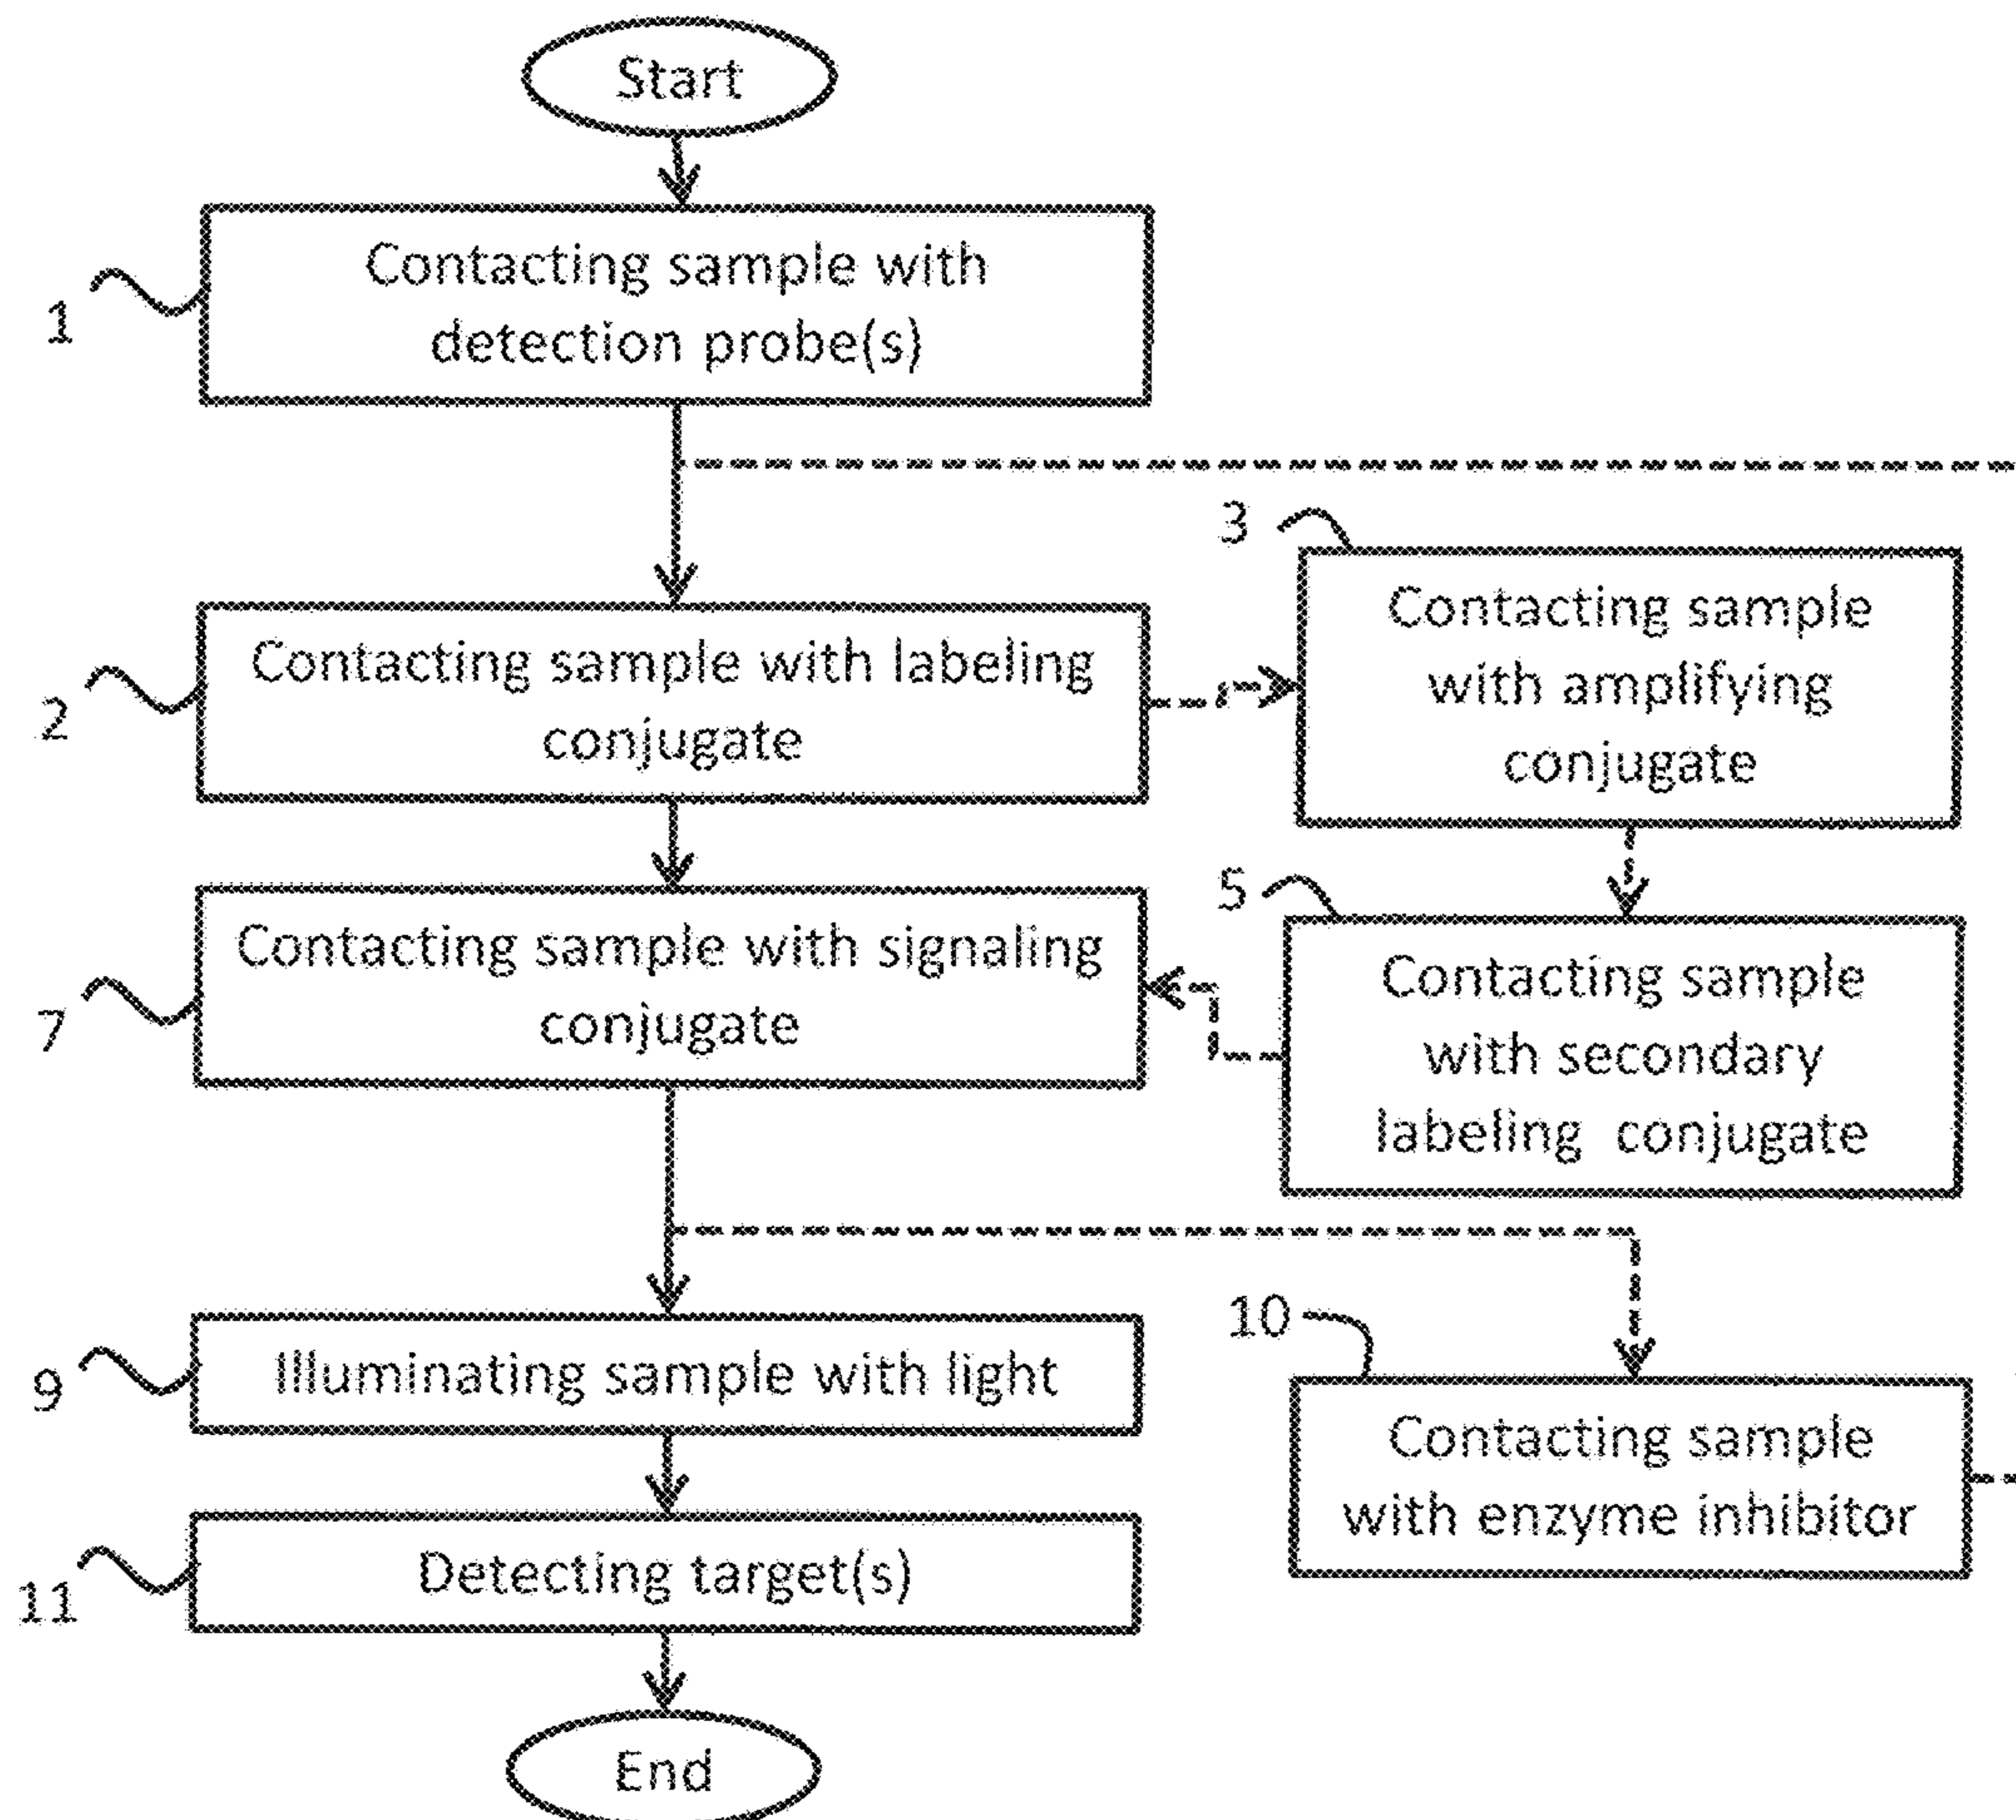 Start
1
Contacting sample with
detection probe(s)
2
Contacting sample with labeling
conjugate
3
Contacting sample
with amplifying
conjugate
5
Contacting sample
with secondary
labeling conjugate
7
Contacting sample with signaling
conjugate
9
Illuminating sample with light
10
Contacting sample
with enzyme inhibitor
11
Detecting target(s)
End